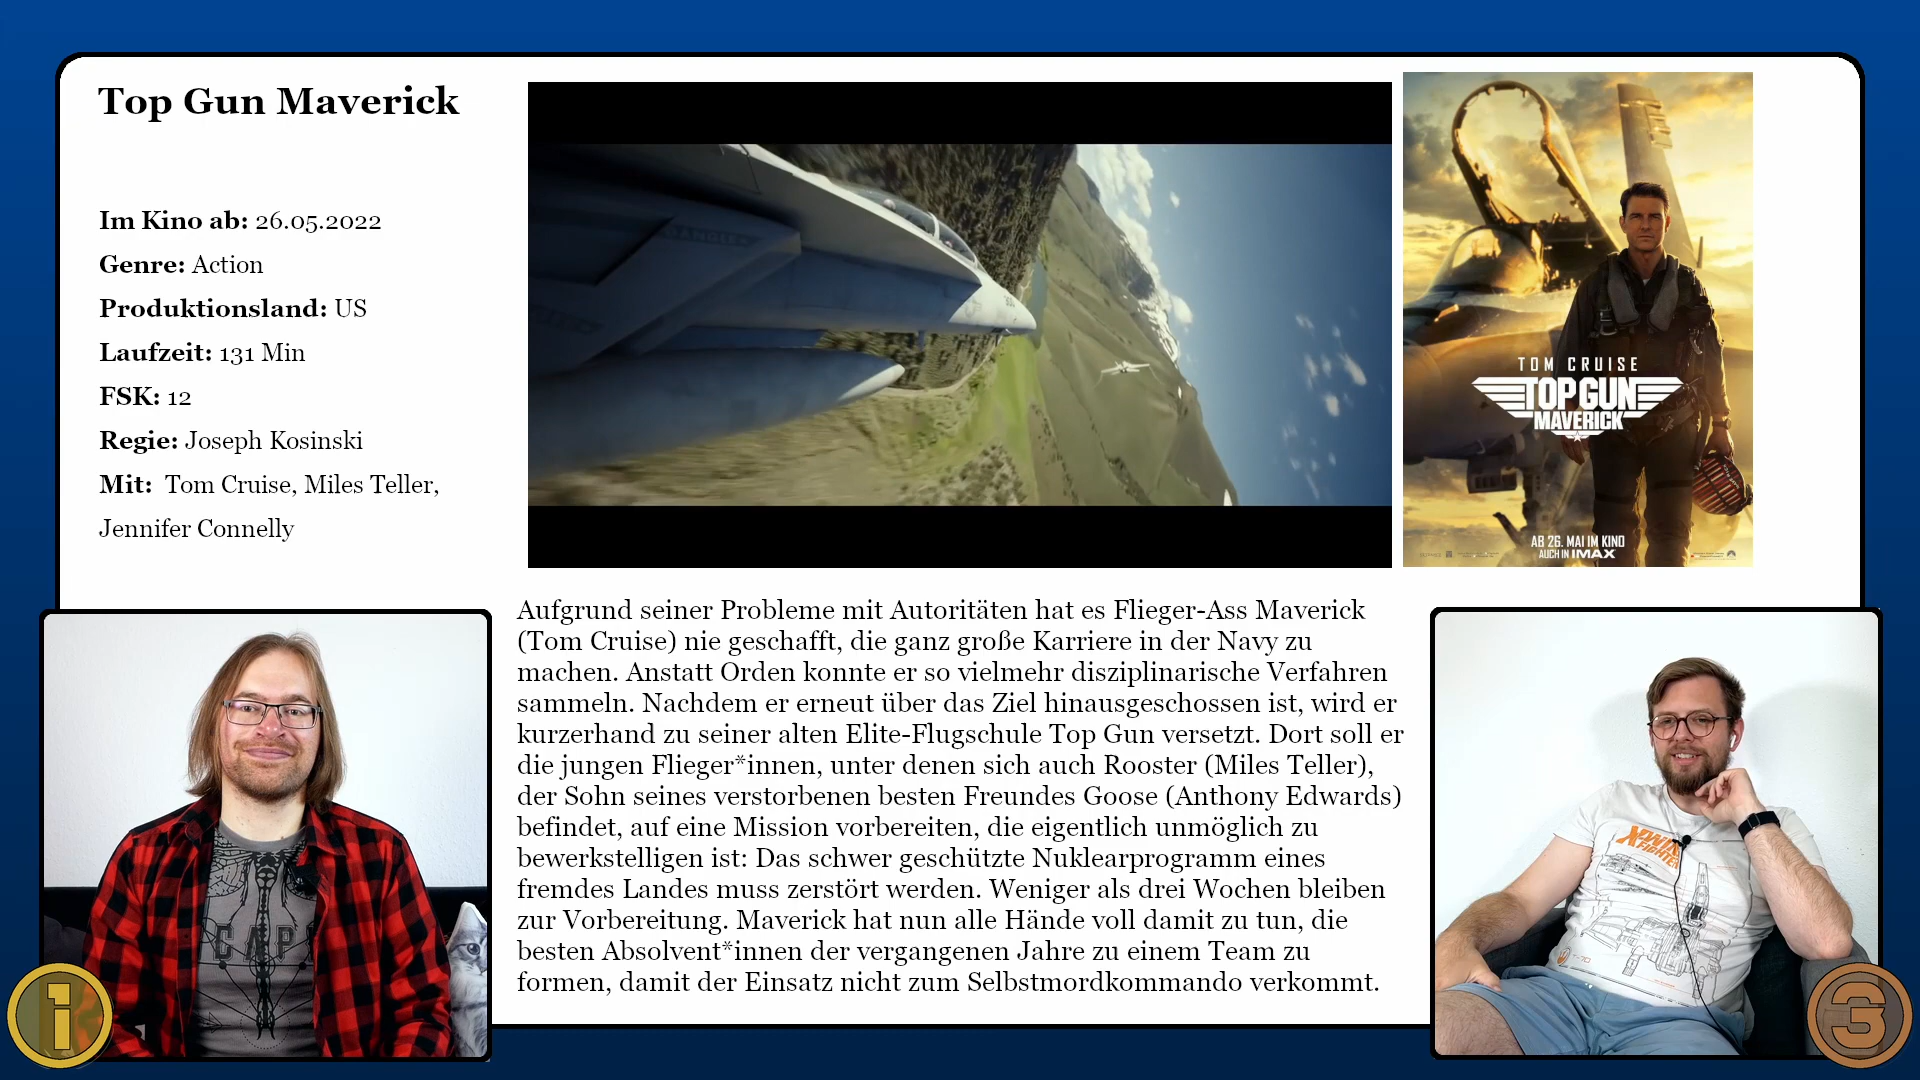 Top Gun Maverick
Im Kino ab: 26.05.2022
Genre: Action
Produktionsland: US
Laufzeit: 131 Min
FSK: 12
Regie: Joseph Kosinski
Mit: Tom Cruise, Miles Teller,
Jennifer Connelly
TOM CRUISE
TOP GUN
MAVERICK
AB 26. MAI IM KINO
AUCH IN IMAX
Aufgrund seiner Probleme mit Autoritäten hat es Flieger-Ass Maverick
(Tom Cruise) nie geschafft, die ganz große Karriere in der Navy zu
machen. Anstatt Orden konnte er so vielmehr disziplinarische Verfahren
sammeln. Nachdem er erneut über das Ziel hinausgeschossen ist, wird er
kurzerhand zu seiner alten Elite-Flugschule Top Gun versetzt. Dort soll er
die jungen Flieger*innen, unter denen sich auch Rooster (Miles Teller),
der Sohn seines verstorbenen besten Freundes Goose (Anthony Edwards)
befindet, auf eine Mission vorbereiten, die eigentlich unmöglich zu
bewerkstelligen ist: Das schwer geschützte Nuklearprogramm eines
fremdes Landes muss zerstört werden. Weniger als drei Wochen bleiben
zur Vorbereitung. Maverick hat nun alle Hände voll damit zu tun, die
besten Absolvent*innen der vergangenen Jahre zu einem Team zu
formen, damit der Einsatz nicht zum Selbstmordkommando verkommt.
CAP
1
X-WING
FIGHTER
T-70
3